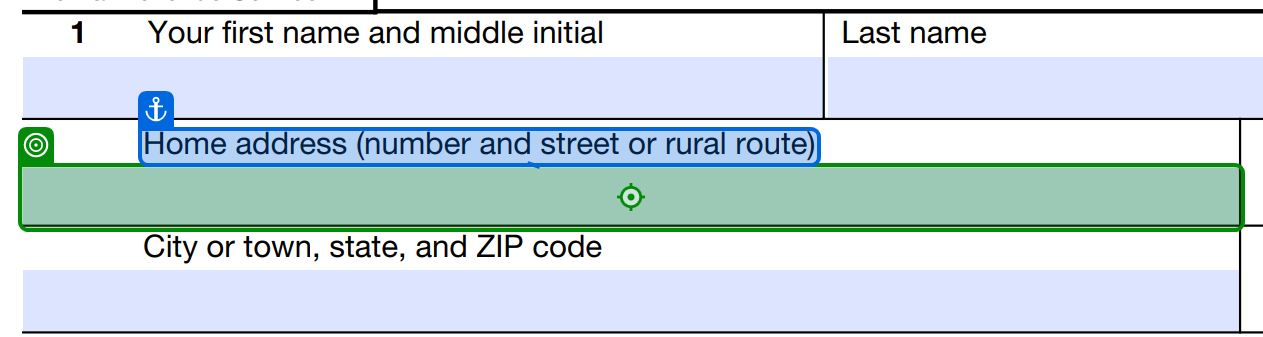 1 Your first name and middle initial Last name
Home address (number and street or rural route)
City or town, state, and ZIP code